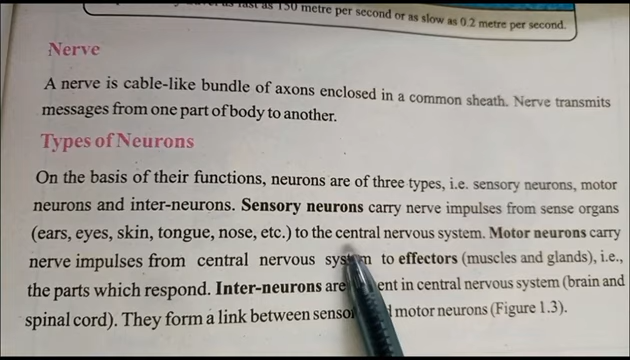 as fast as 150 metre per second or as slow as 0.2 metre per second.
Nerve
A nerve is cable-like bundle of axons enclosed in a common sheath. Nerve transmits
messages from one part of body to another.
Types of Neurons
On the basis of their functions, neurons are of three types, i.e. sensory neurons, motor
neurons and inter-neurons. Sensory neurons carry nerve impulses from sense organs
(ears, eyes, skin, tongue, nose, etc.) to the central nervous system. Motor neurons carry
nerve impulses from central nervous system to effectors (muscles and glands), i.e.,
the parts which respond. Inter-neurons are in central nervous system (brain and
spinal cord). They form a link between motor neurons (Figure 1.3).